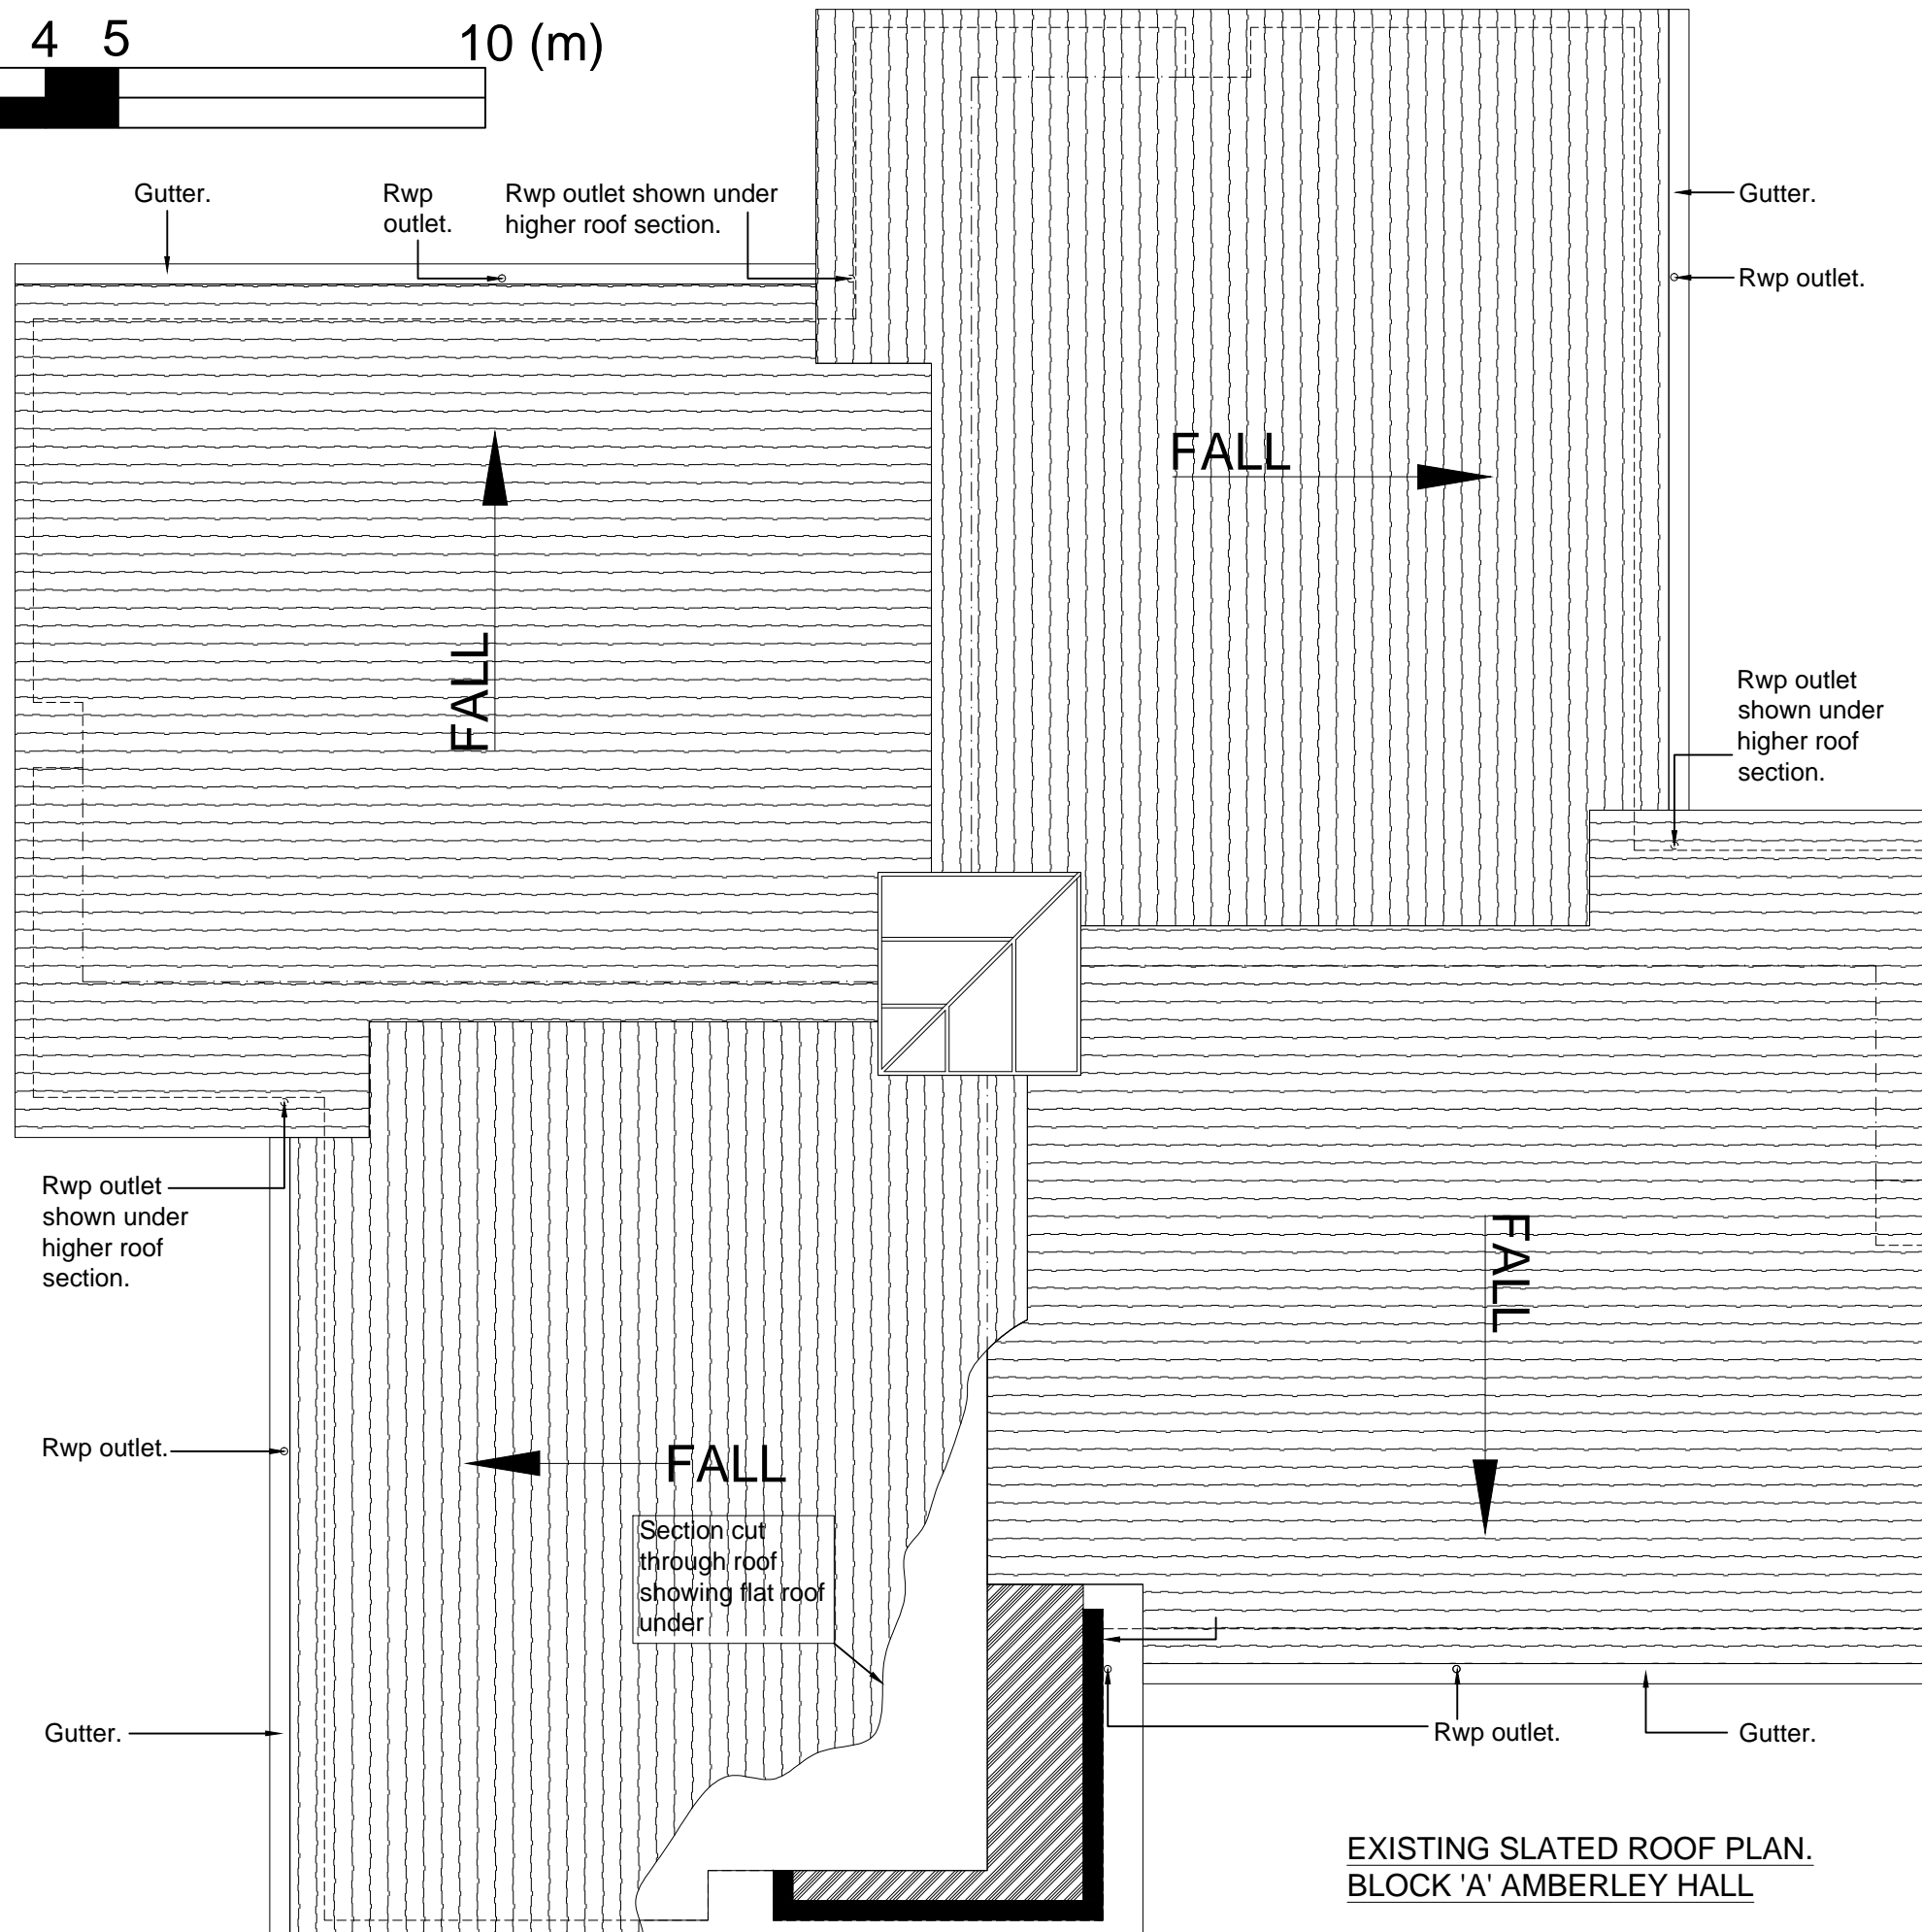 4 5 10 (m)
Gutter.
Rwp
outlet.
Rwp outlet shown under
higher roof section.
Gutter.
Rwp outlet.
FALL
FALL
Rwp outlet
shown under
higher roof
section.
Rwp outlet
shown under
higher roof
section.
FALL
Rwp outlet.
FALL
Section cut
through roof
showing flat roof
under
Gutter.
Rwp outlet.
Gutter.
EXISTING SLATED ROOF PLAN.
BLOCK 'A' AMBERLEY HALL